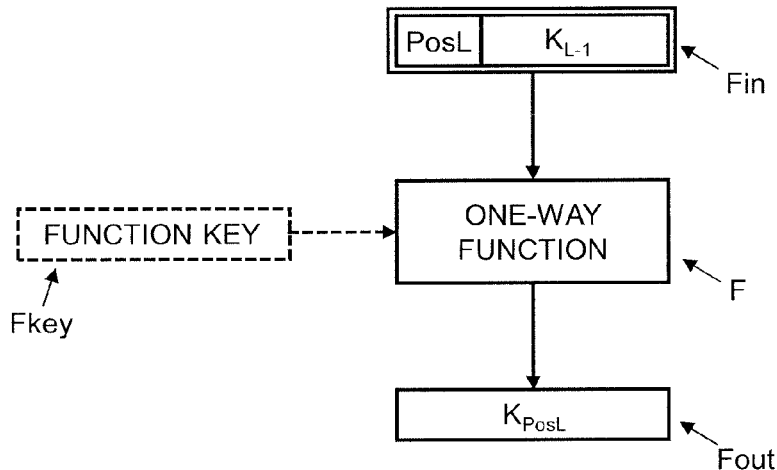 PosL K_{L-1}
Fin
FUNCTION KEY
ONE-WAY
FUNCTION
F
Fkey
K_{PosL}
Fout